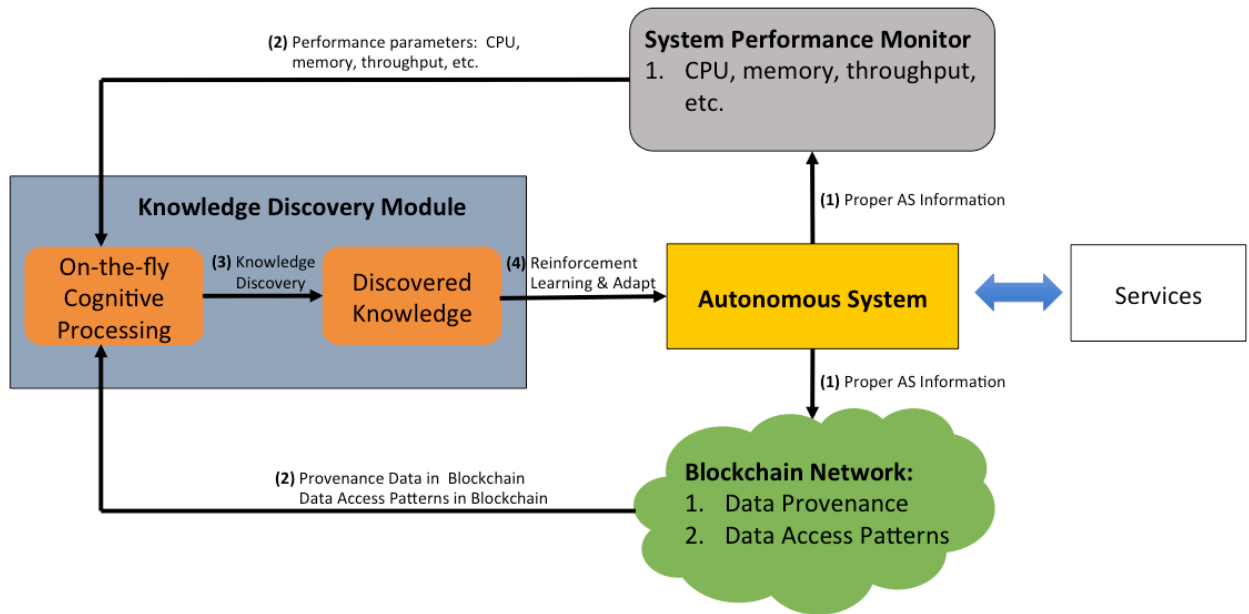 (2) Performance parameters: CPU,
memory, throughput, etc.
System Performance Monitor
1. CPU, memory, throughput,
etc.
(1) Proper AS Information
Knowledge Discovery Module
On-the-fly
Cognitive
Processing
(3) Knowledge
Discovery
Discovered
Knowledge
(4) Reinforcement
Learning & Adapt
Autonomous System
Services
(1) Proper AS Information
(2) Provenance Data in Blockchain
Data Access Patterns in Blockchain
Blockchain Network:
1. Data Provenance
2. Data Access Patterns